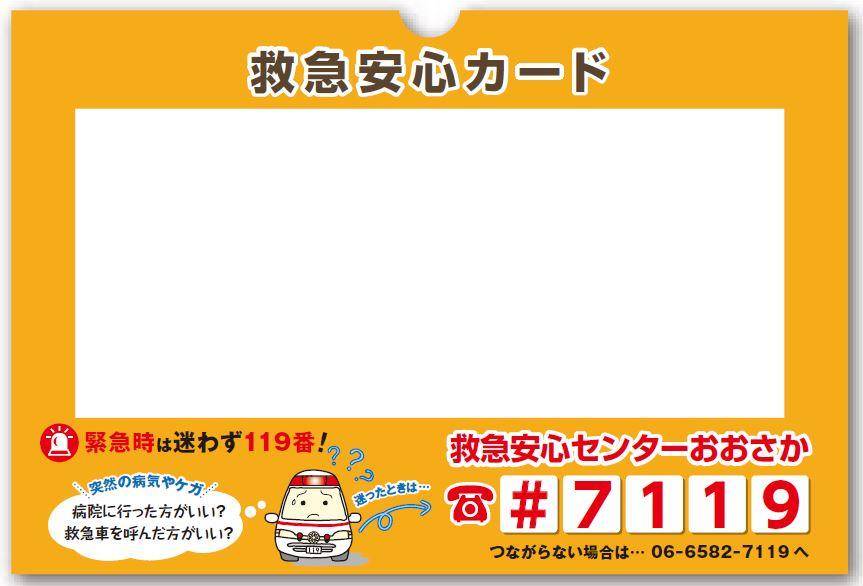 救急安心カード
緊急時は迷わず119番!
突然の病気やケガ
病院に行った方がいい?
救急車を呼んだ方がいい?
???
119
迷ったときは…
救急安心センターおおさか
#7119
つながらない場合は… 06-6582-7119へ